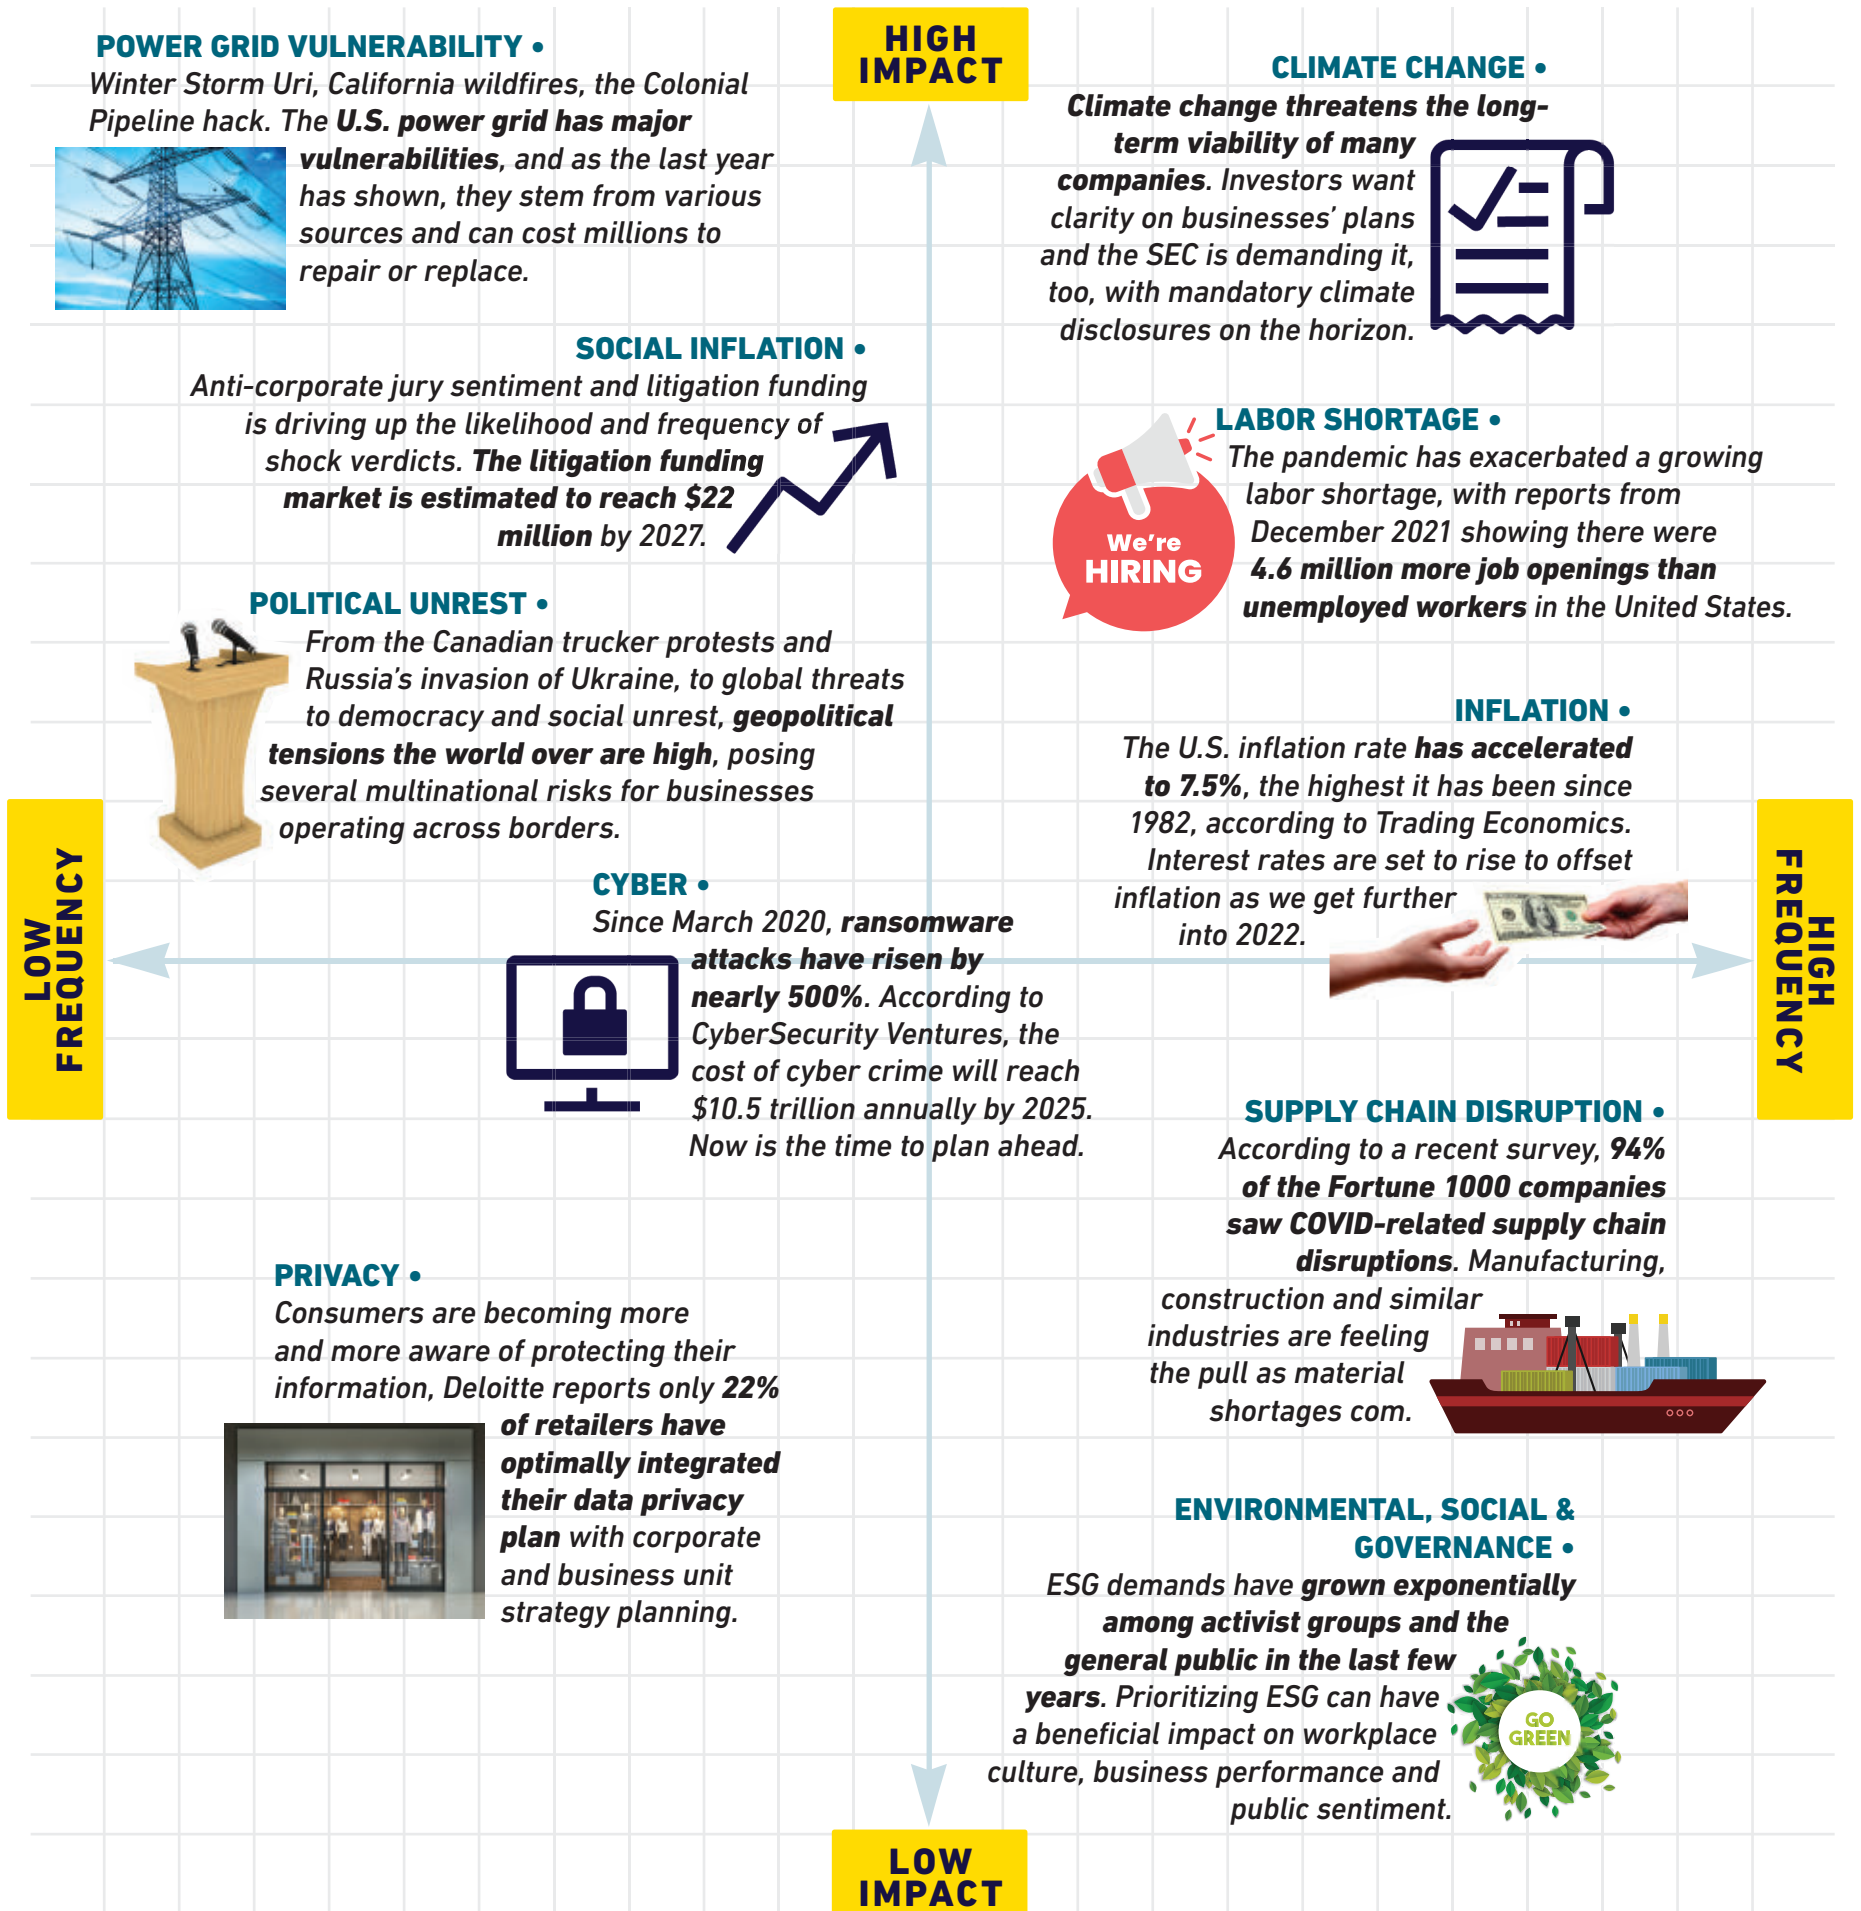 HIGH
IMPACT
POWER GRID VULNERABILITY •
Winter Storm Uri, California wildfires, the Colonial
Pipeline hack. The U.S. power grid has major
vulnerabilities, and as the last year
has shown, they stem from various
sources and can cost millions to
repair or replace.
CLIMATE CHANGE •
Climate change threatens the long-
term viability of many
companies. Investors want
clarity on businesses’ plans
and the SEC is demanding it,
too, with mandatory climate
disclosures on the horizon.
SOCIAL INFLATION •
Anti-corporate jury sentiment and litigation funding
is driving up the likelihood and frequency of
shock verdicts. The litigation funding
market is estimated to reach $22
million by 2027.
LABOR SHORTAGE •
The pandemic has exacerbated a growing
labor shortage, with reports from
December 2021 showing there were
4.6 million more job openings than
unemployed workers in the United States.
We’re
HIRING
POLITICAL UNREST •
From the Canadian trucker protests and
Russia’s invasion of Ukraine, to global threats
to democracy and social unrest, geopolitical
tensions the world over are high, posing
several multinational risks for businesses
operating across borders.
INFLATION •
The U.S. inflation rate has accelerated
to 7.5%, the highest it has been since
1982, according to Trading Economics.
Interest rates are set to rise to offset
inflation as we get further
into 2022.
LOW
FREQUENCY
HIGH
FREQUENCY
CYBER •
Since March 2020, ransomware
attacks have risen by
nearly 500%. According to
CyberSecurity Ventures, the
cost of cyber crime will reach
$10.5 trillion annually by 2025.
Now is the time to plan ahead.
SUPPLY CHAIN DISRUPTION •
According to a recent survey, 94%
of the Fortune 1000 companies
saw COVID-related supply chain
disruptions. Manufacturing,
construction and similar
industries are feeling
the pull as material
shortages com.
PRIVACY •
Consumers are becoming more
and more aware of protecting their
information, Deloitte reports only 22%
of retailers have
optimally integrated
their data privacy
plan with corporate
and business unit
strategy planning.
ENVIRONMENTAL, SOCIAL &
GOVERNANCE •
ESG demands have grown exponentially
among activist groups and the
general public in the last few
years. Prioritizing ESG can have
a beneficial impact on workplace
culture, business performance and
public sentiment.
GO
GREEN
LOW
IMPACT